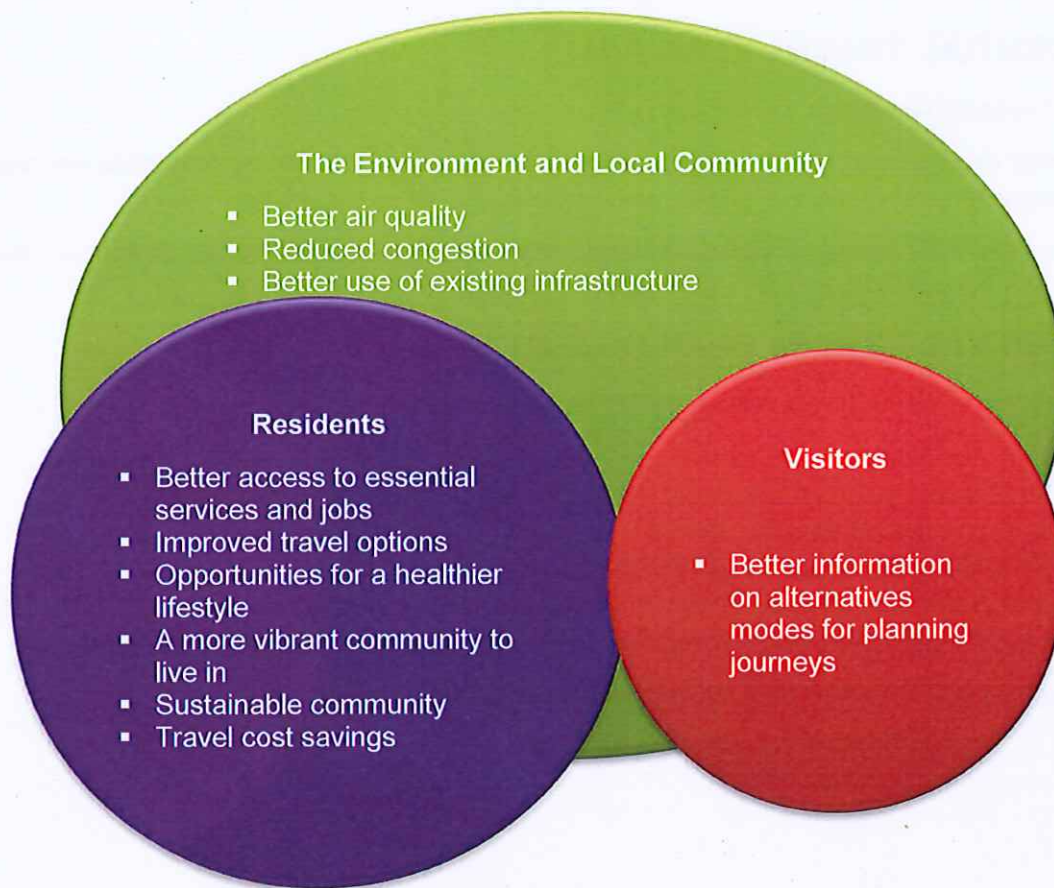 The Environment and Local Community
▪ Better air quality
▪ Reduced congestion
▪ Better use of existing infrastructure
Residents
▪ Better access to essential
services and jobs
▪ Improved travel options
▪ Opportunities for a healthier
lifestyle
▪ A more vibrant community to
live in
▪ Sustainable community
▪ Travel cost savings
Visitors
▪ Better information
on alternatives
modes for planning
journeys